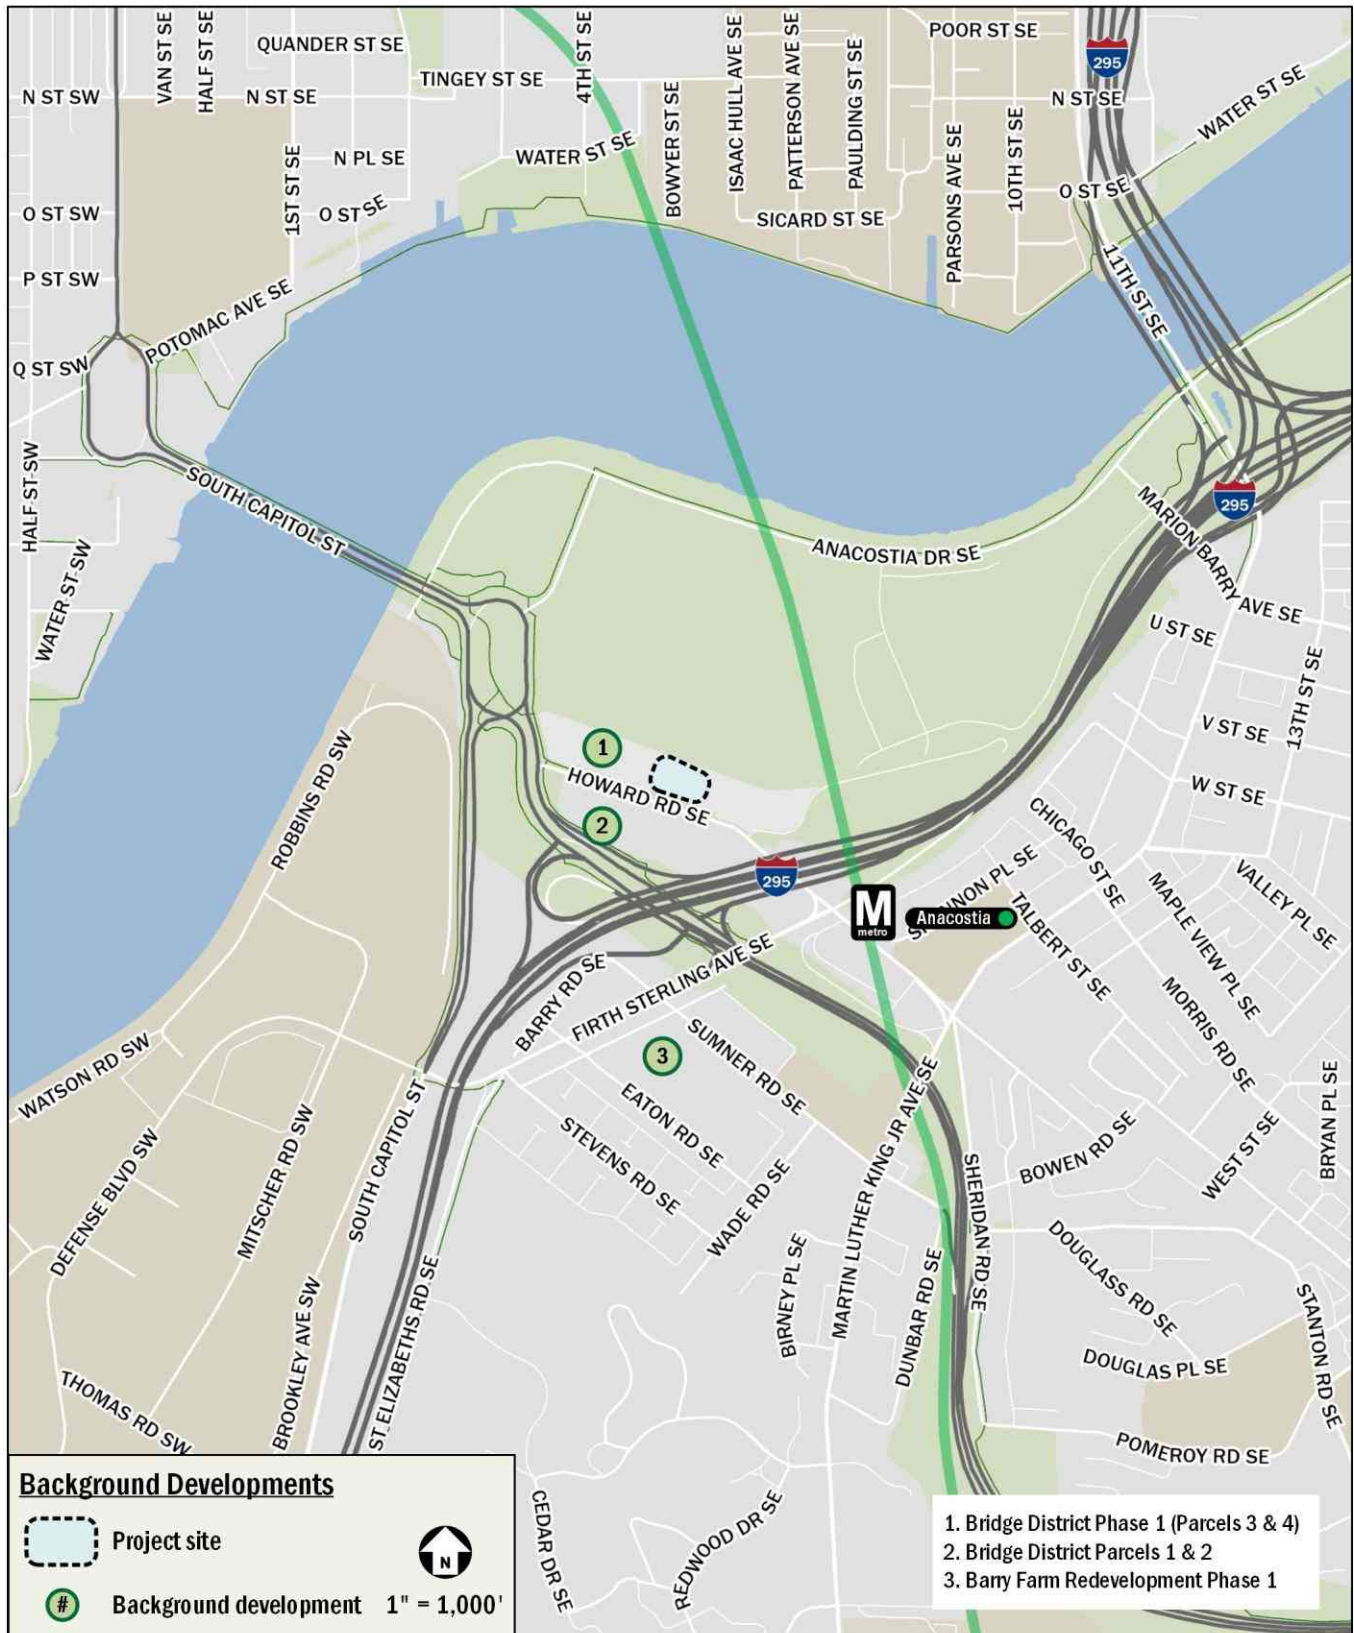 QUANDER ST SE
VAN ST SE
HALF ST SE
TINGEY ST SE
4TH ST SE
ISAAC HULL AVE SE
PATTERSON AVE SE
PAULDING ST SE
POOR ST SE
295
N ST SW
N ST SE
N ST SE
WATER ST SE
BOWYER ST SE
1ST ST SE
N PL SE
WATER ST SE
PARSONS AVE SE
10TH ST SE
O ST SE
O ST SW
O ST SE
SICARD ST SE
P ST SW
POTOMAC AVE SE
11TH ST SE
Q ST SW
HALF ST SW
SOUTH CAPITOL ST
295
MARION BARRY AVE SE
ANACOSTIA DR SE
WATER ST SW
U ST SE
13TH ST SE
V ST SE
ROBBINS RD SW
1
HOWARD RD SE
2
W ST SE
CHICAGO ST SE
295
M
metro
Anacostia
SHANNON PL SE
TALBERT ST SE
MAPLE VIEW PL SE
VALLEY PL SE
BARRY RD SE
FIRTH STERLING AVE SE
MORRIS RD SE
3
SUMNER RD SE
WATSON RD SW
EATON RD SE
STEVENS RD SE
WADE RD SE
MARTIN LUTHER KING JR AVE SE
SHERIDAN RD SE
BOWEN RD SE
WEST ST SE
BRYAN PL SE
DEFENSE BLVD SW
MITSCHER RD SW
SOUTH CAPITOL ST
BIRNEY PL SE
DUNBAR RD SE
DOUGLASS RD SE
STANTON RD SE
DOUGLAS PL SE
BROOKLEY AVE SW
ST ELIZABETHS RD SE
THOMAS RD SW
POMEROY RD SE
CEDAR DR SE
REDWOOD DR SE
Background Developments
Project site
N
# Background development 1" = 1,000'
1. Bridge District Phase 1 (Parcels 3 & 4)
2. Bridge District Parcels 1 & 2
3. Barry Farm Redevelopment Phase 1